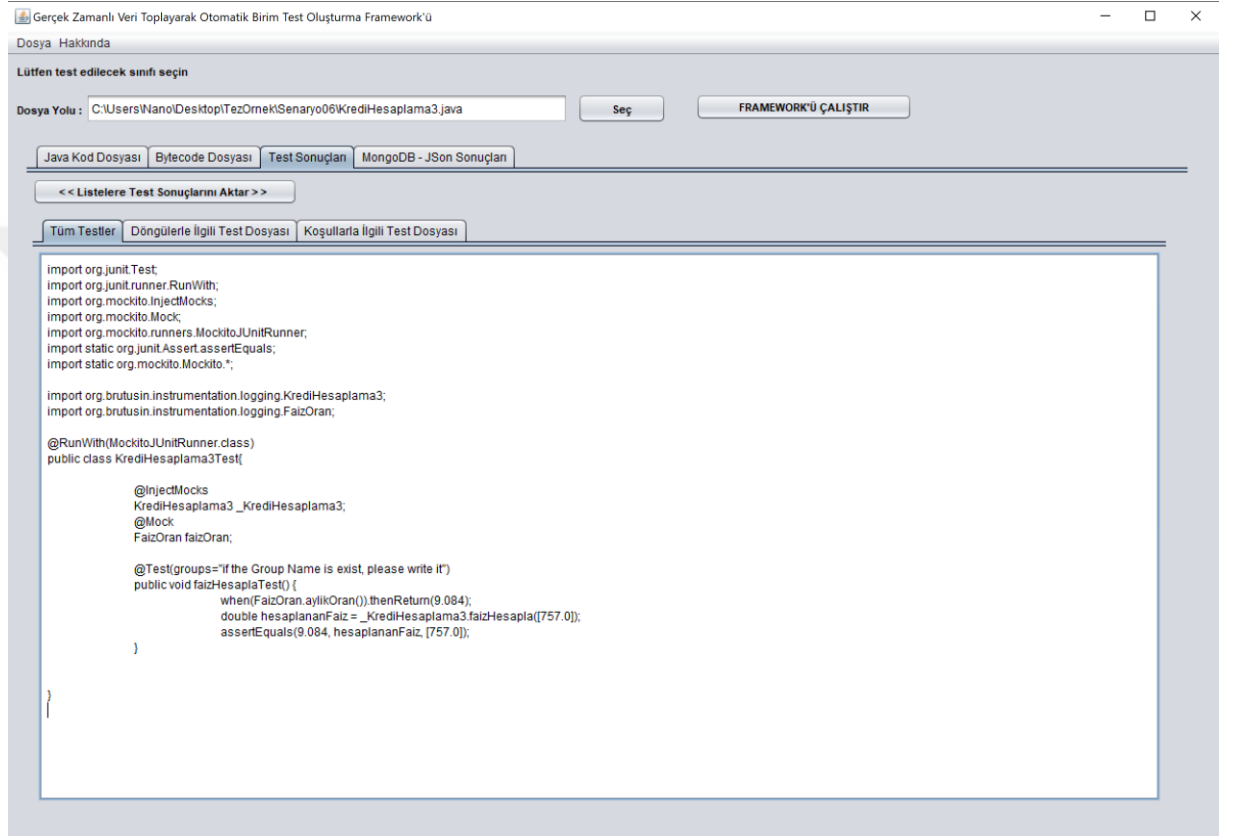 Gerçek Zamanlı Veri Toplayarak Otomatik Birim Test Oluşturma Framework'ü
Dosya Hakkında
Lütfen test edilecek sınıfı seçin
Dosya Yolu : C:\Users\Nano\Desktop\TezOrnek\Senaryo06\KrediHesaplama3.java Seç FRAMEWORK'Ü ÇALIŞTIR
Java Kod Dosyası Bytecode Dosyası Test Sonuçları MongoDB - JSon Sonuçları
<< Listelere Test Sonuçlarını Aktar >>
Tüm Testler Döngülerle İlgili Test Dosyası Koşullarla İlgili Test Dosyası
import org.junit.Test;
import org.junit.runner.RunWith;
import org.mockito.InjectMocks;
import org.mockito.Mock;
import org.mockito.runners.MockitoJUnitRunner;
import static org.junit.Assert.assertEquals;
import static org.mockito.Mockito.*;
import org.brutusin.instrumentation.logging.KrediHesaplama3;
import org.brutusin.instrumentation.logging.FaizOran;
@RunWith(MockitoJUnitRunner.class)
public class KrediHesaplama3Test{
@InjectMocks
KrediHesaplama3 _KrediHesaplama3;
@Mock
FaizOran faizOran;
@Test(groups="if the Group Name is exist, please write it")
public void faizHesaplaTest() {
when(FaizOran.aylikOran()).thenReturn(9.084);
double hesaplananFaiz = _KrediHesaplama3.faizHesapla([757.0]);
assertEquals(9.084, hesaplananFaiz, [757.0]);
}
}